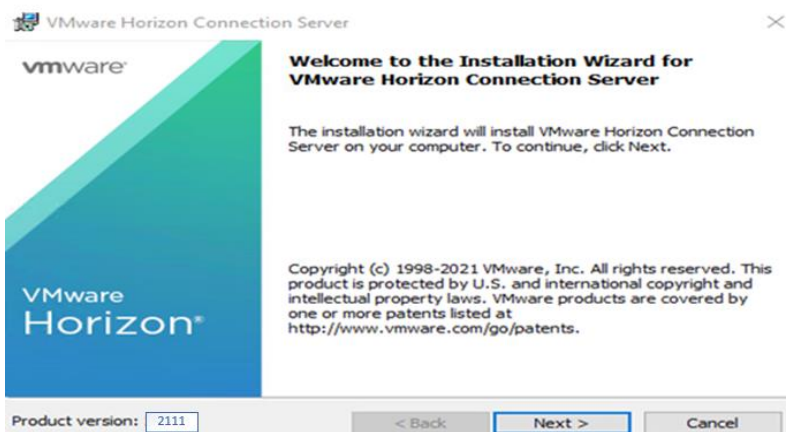 VMware Horizon Connection Server
vmware
Welcome to the Installation Wizard for
VMware Horizon Connection Server
The installation wizard will install VMware Horizon Connection
Server on your computer. To continue, click Next.
Copyright (c) 1998-2021 VMware, Inc. All rights reserved. This
product is protected by U.S. and international copyright and
intellectual property laws. VMware products are covered by
one or more patents listed at
http://www.vmware.com/go/patents.
VMware
Horizon®
Product version: 2111
< Back Next > Cancel